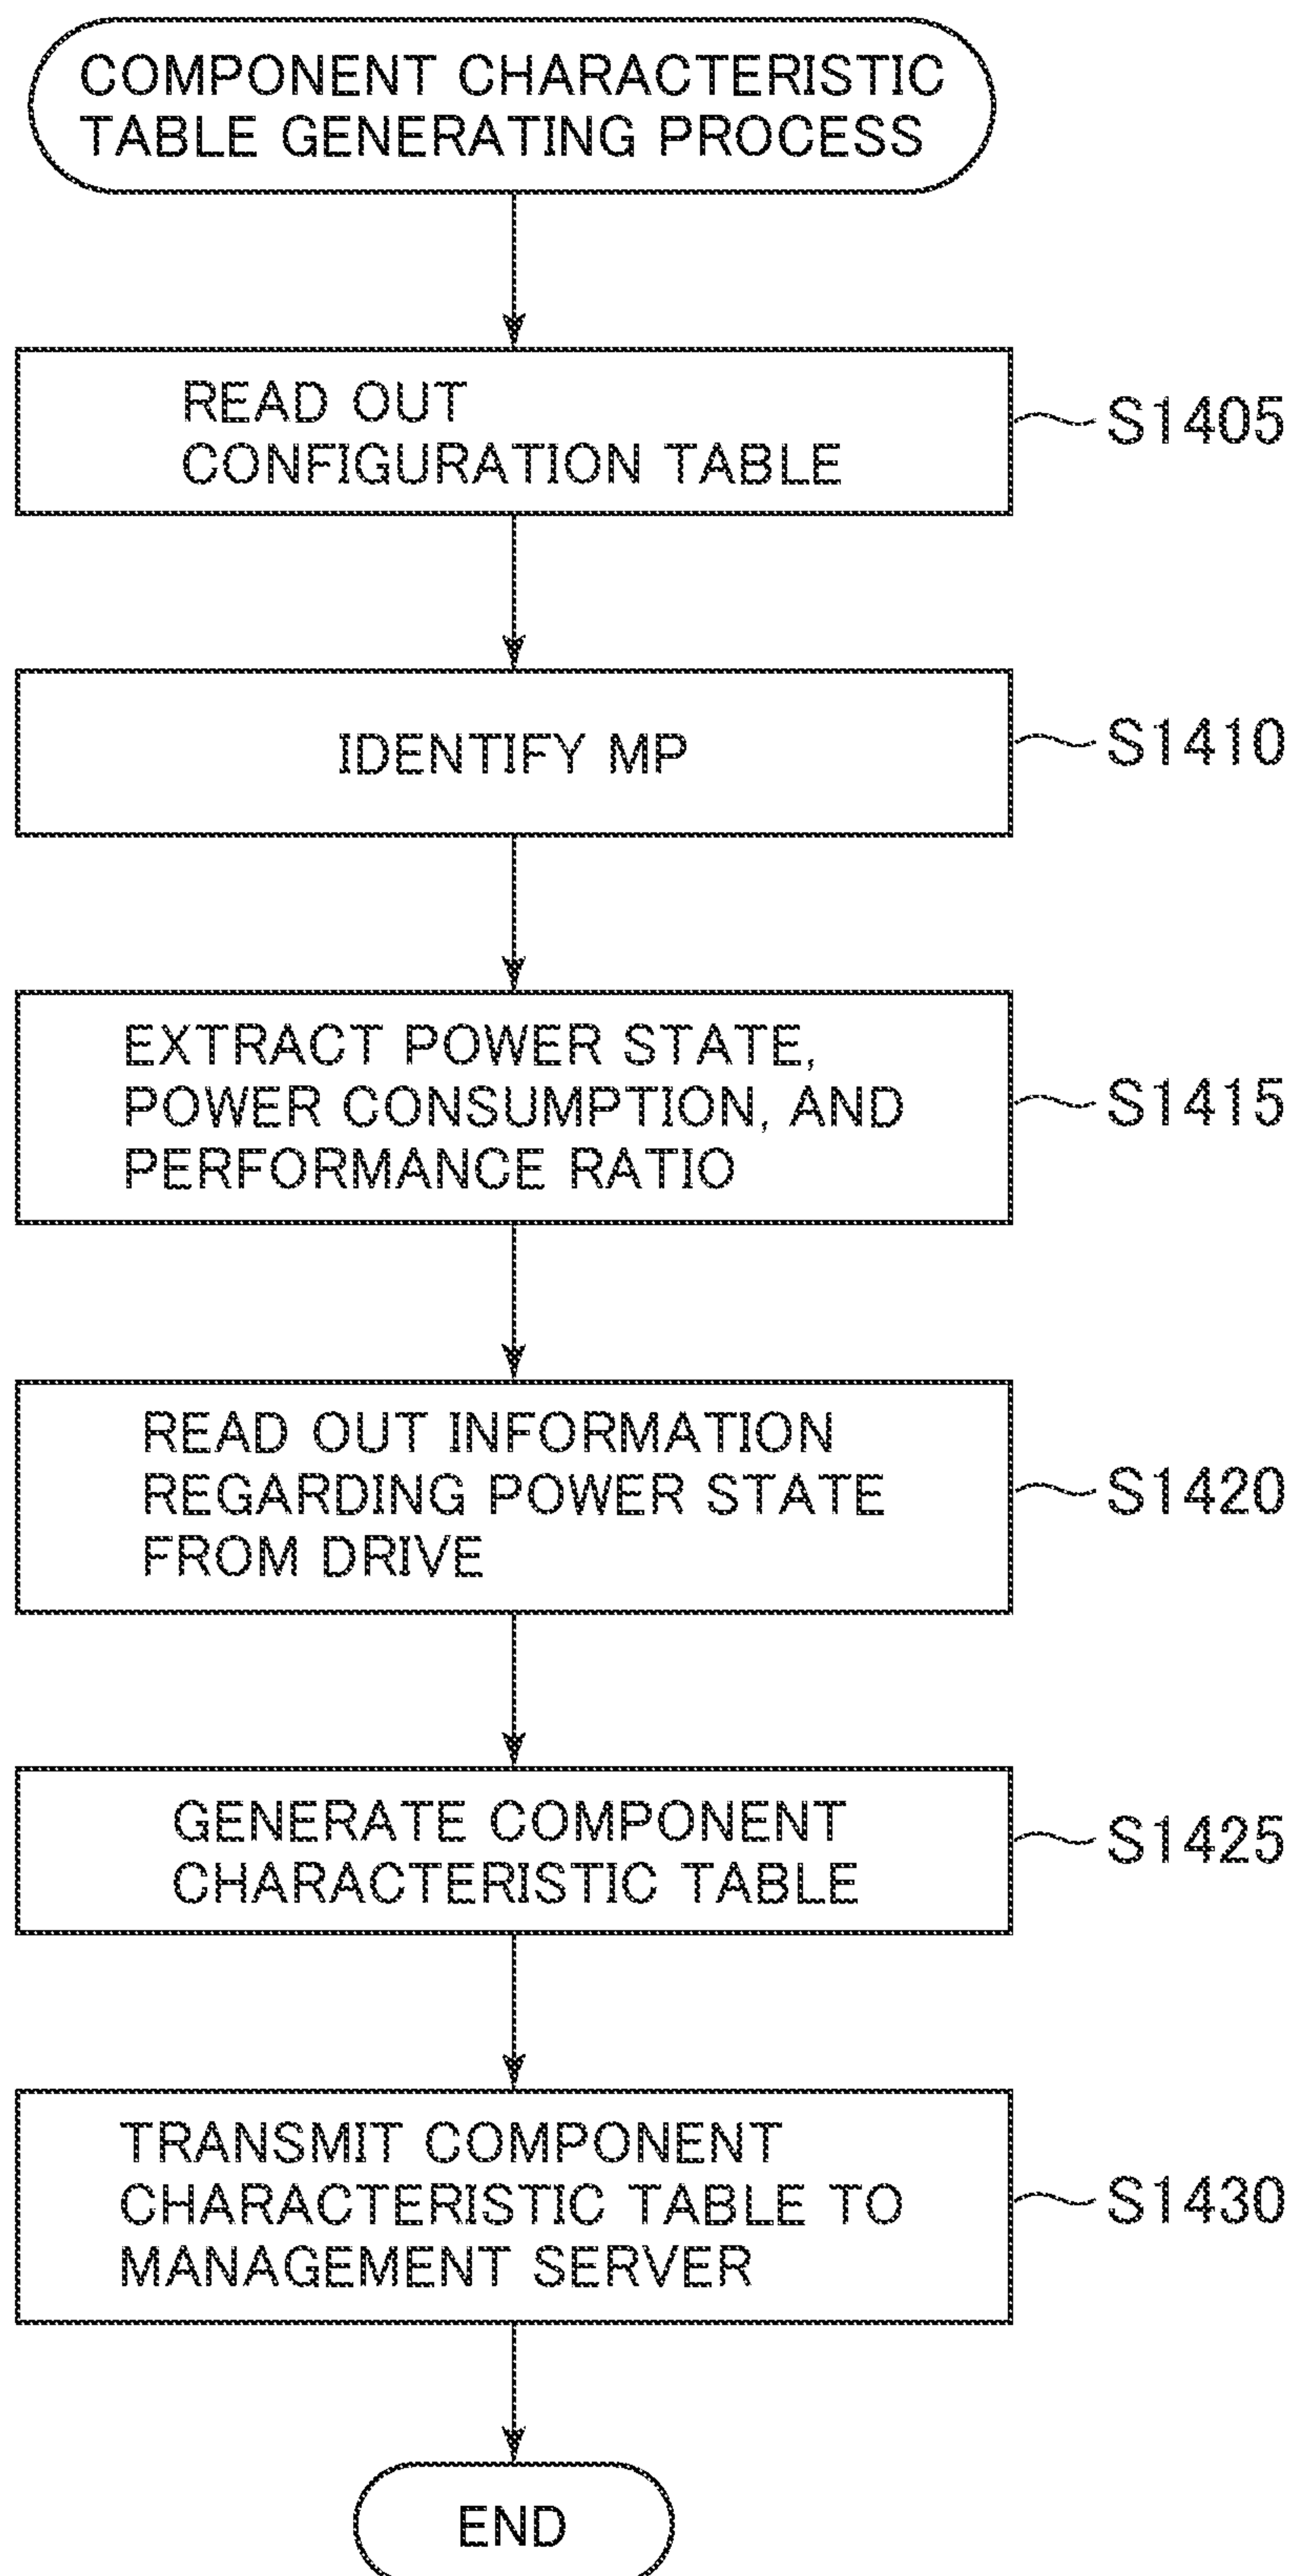 COMPONENT CHARACTERISTIC
TABLE GENERATING PROCESS
READ OUT
CONFIGURATION TABLE
S1405
IDENTIFY MP
S1410
EXTRACT POWER STATE,
POWER CONSUMPTION, AND
PERFORMANCE RATIO
S1415
READ OUT INFORMATION
REGARDING POWER STATE
FROM DRIVE
S1420
GENERATE COMPONENT
CHARACTERISTIC TABLE
S1425
TRANSMIT COMPONENT
CHARACTERISTIC TABLE TO
MANAGEMENT SERVER
S1430
END